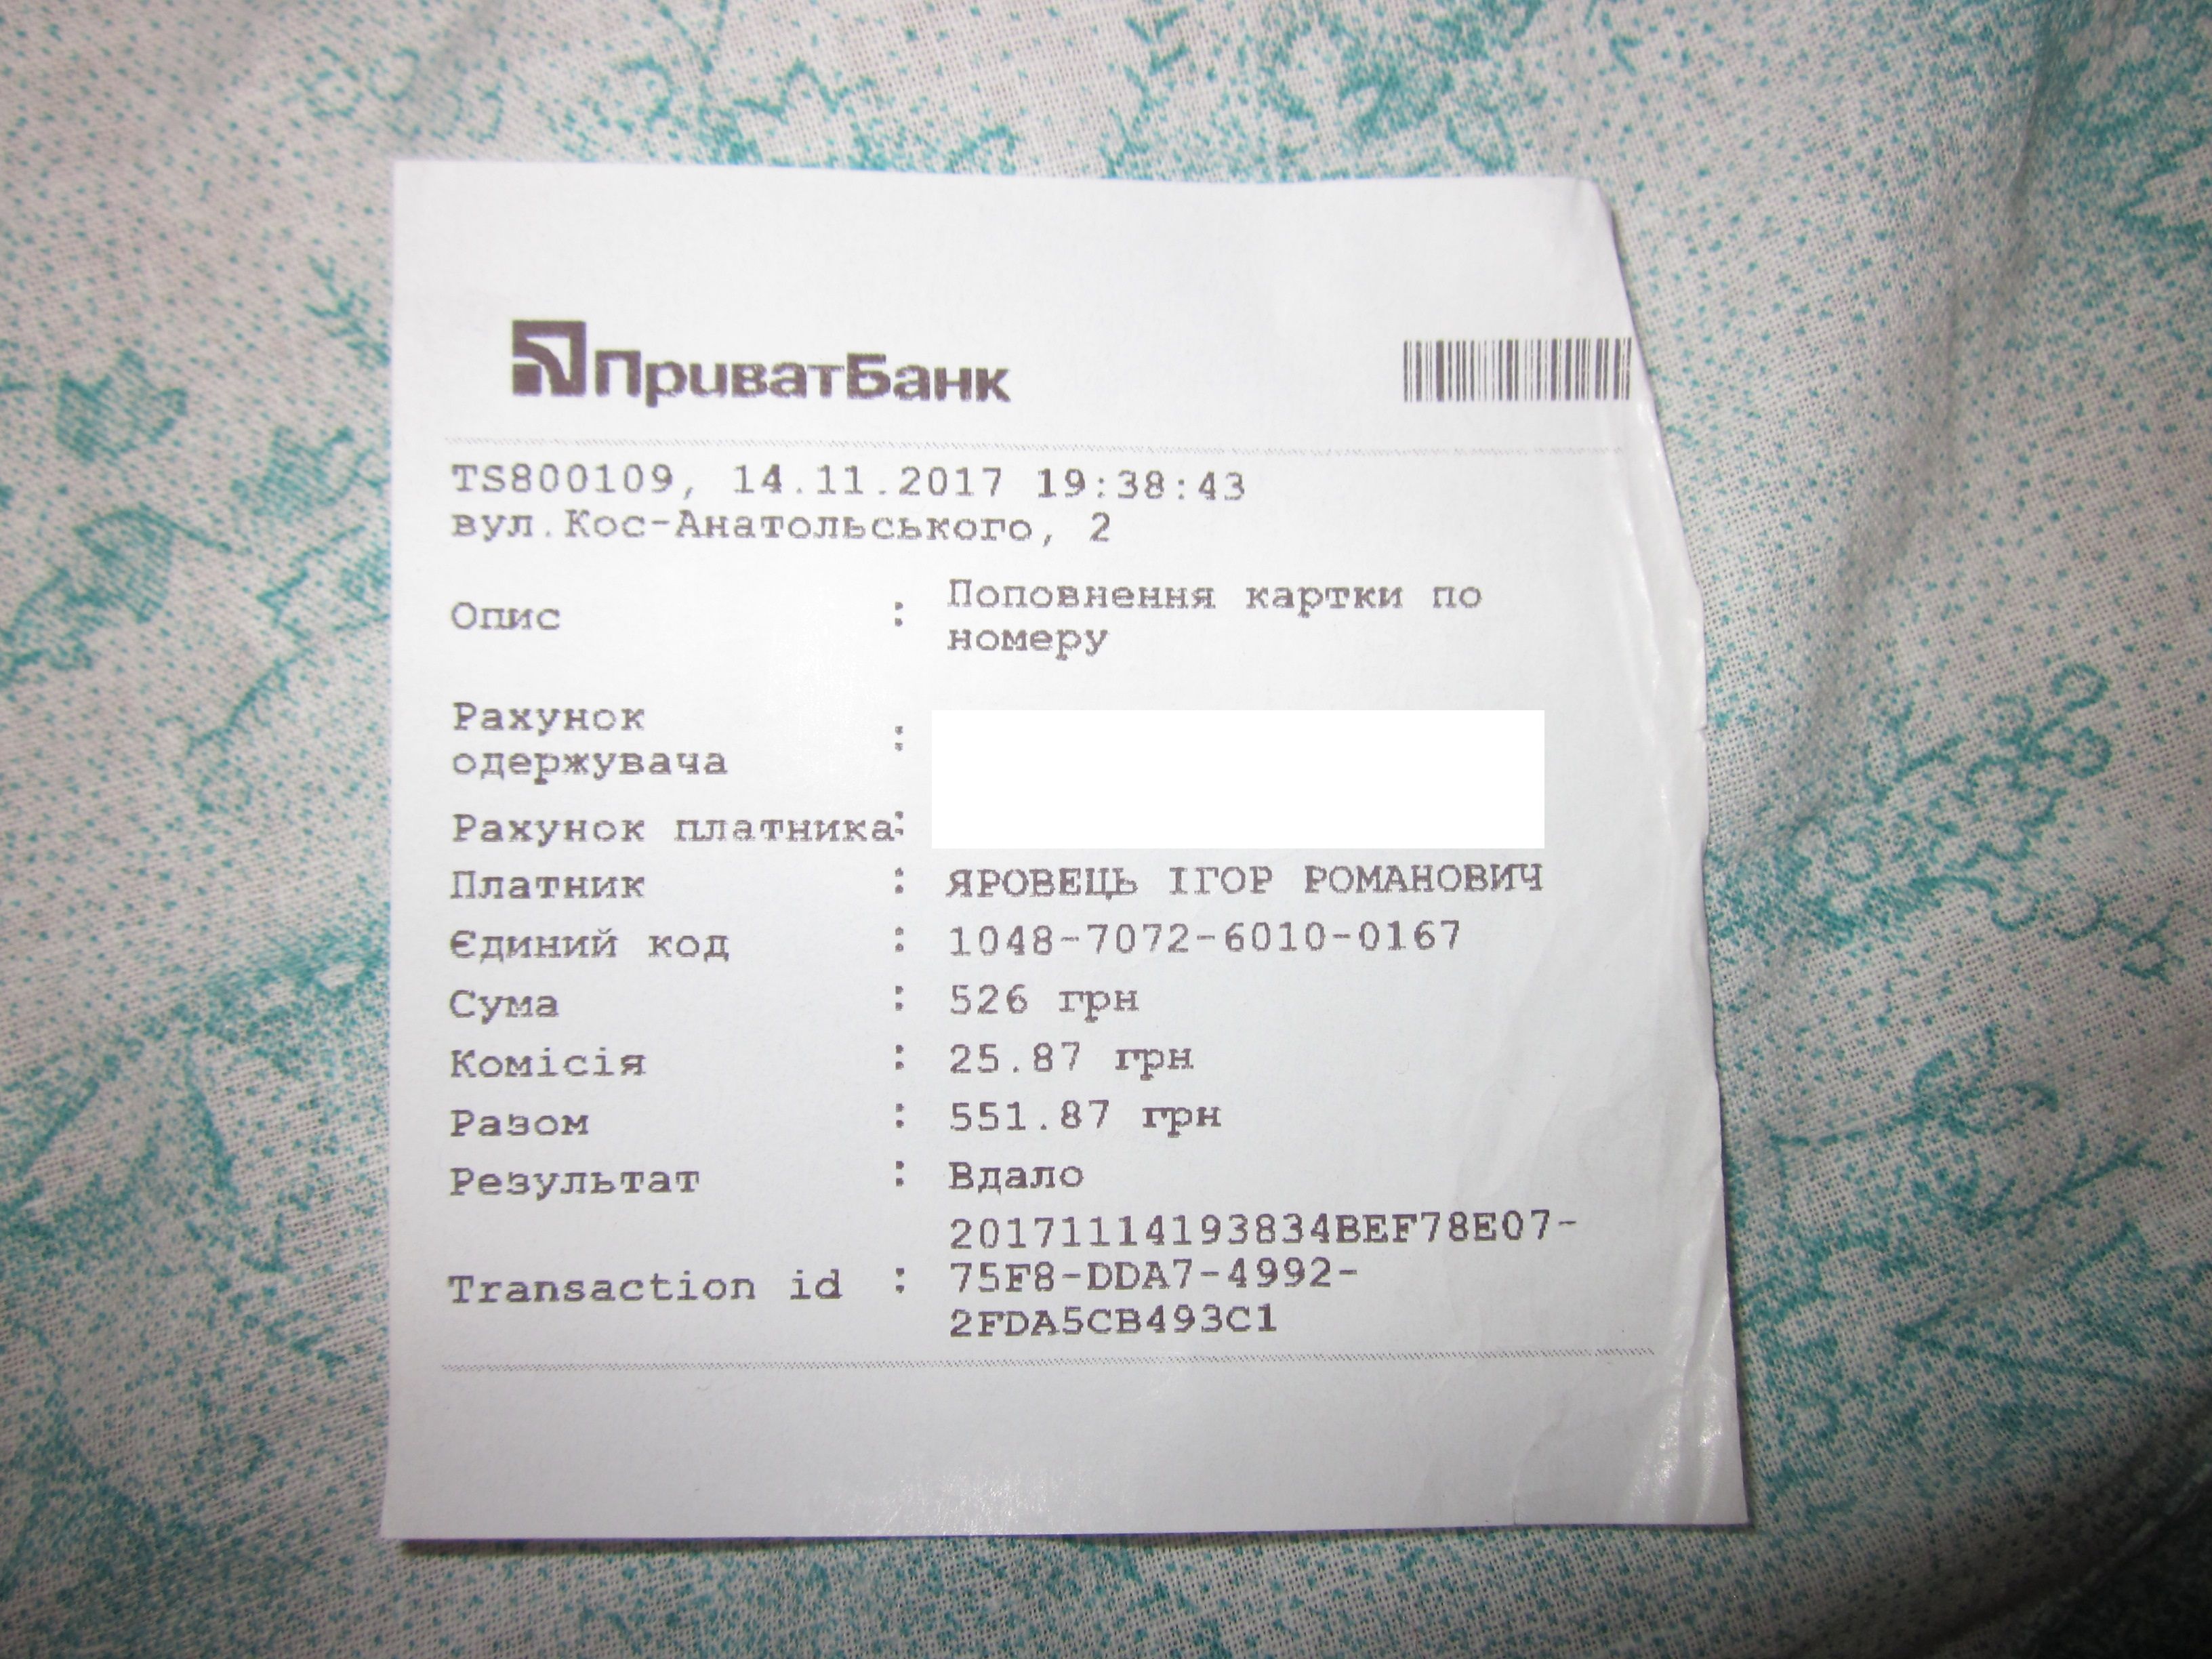 ПриватБанк
TS800109, 14.11.2017 19:38:43
вул.Кос-Анатольського, 2
Опис : Поповнення картки по
номеру
Рахунок
одержувача :
Рахунок платника:
Платник : ЯРОВЕЦЬ ІГОР РОМАНОВИЧ
Єдиний код : 1048-7072-6010-0167
Сума : 526 грн
Комісія : 25.87 грн
Разом : 551.87 грн
Результат : Вдало
Transaction id : 20171114193834BEF78E07-
75F8-DDA7-4992-
2FDA5CB493C1